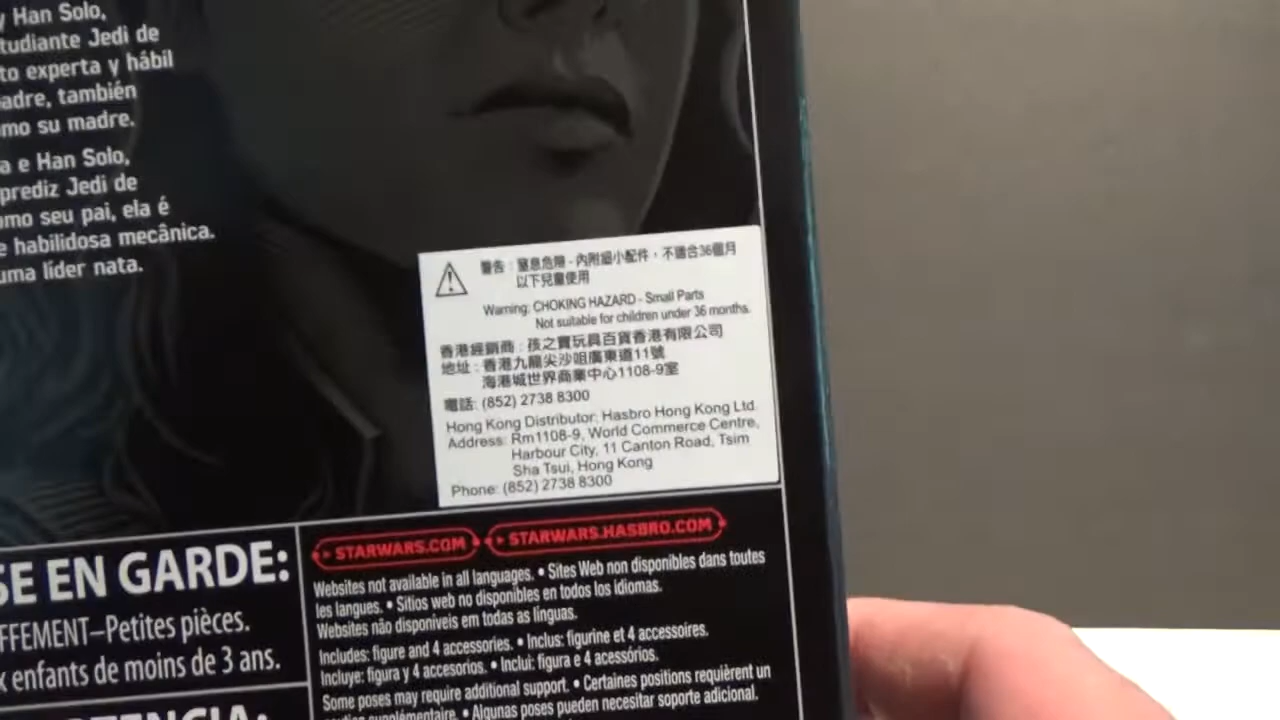 y Han Solo,
tudiante Jedi de
to experta y hábil
adre, también
mo su madre.
a e Han Solo,
prediz Jedi de
omo seu pai, ela é
e habilidosa mecânica.
uma líder nata.
警告：窒息危險 - 內附細小配件，不適合36個月
以下兒童使用
Warning: CHOKING HAZARD - Small Parts
Not suitable for children under 36 months.
香港經銷商：孩之寶玩具百貨香港有限公司
地址：香港九龍尖沙咀廣東道11號
海港城世界商業中心1108-9室
電話: (852) 2738 8300
Hong Kong Distributor: Hasbro Hong Kong Ltd.
Address: Rm1108-9, World Commerce Centre,
Harbour City, 11 Canton Road, Tsim
Sha Tsui, Hong Kong
Phone: (852) 2738 8300
SE EN GARDE:
FFEMENT–Petites pièces.
x enfants de moins de 3 ans.
STARWARS.COM
STARWARS.HASBRO.COM
Websites not available in all languages. • Sites Web non disponibles dans toutes
les langues. • Sitios web no disponibles en todos los idiomas.
Websites não disponíveis em todas as línguas.
Includes: figure and 4 accessories. • Inclus: figurine et 4 accessoires.
Incluye: figura y 4 accesorios. • Inclui: figura e 4 acessórios.
Some poses may require additional support. • Certaines positions requièrent un
supplémentaire. • Algunas poses pueden necesitar soporte adicional.